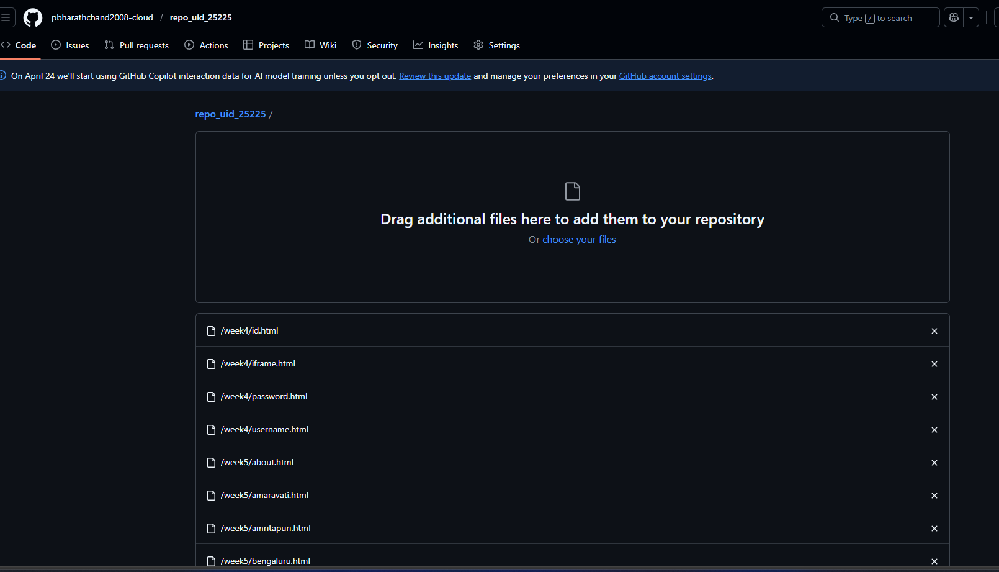 pbharathchand2008-cloud / repo_uid_25225
Type / to search
Code Issues Pull requests Actions Projects Wiki Security Insights Settings
On April 24 we'll start using GitHub Copilot interaction data for AI model training unless you opt out. Review this update and manage your preferences in your GitHub account settings.
repo_uid_25225 /
Drag additional files here to add them to your repository
Or choose your files
/week4/id.html
/week4/iframe.html
/week4/password.html
/week4/username.html
/week5/about.html
/week5/amaravati.html
/week5/amritapuri.html
/week5/bengaluru.html